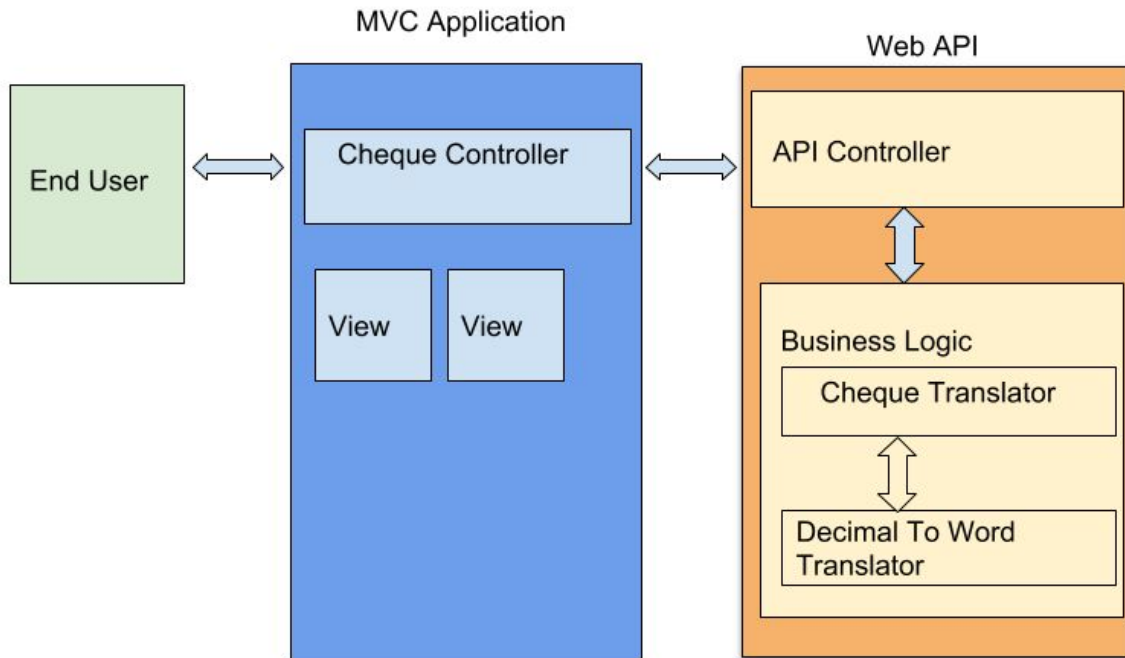 MVC Application
Web API
End User
Cheque Controller
View
View
API Controller
Business Logic
Cheque Translator
Decimal To Word
Translator